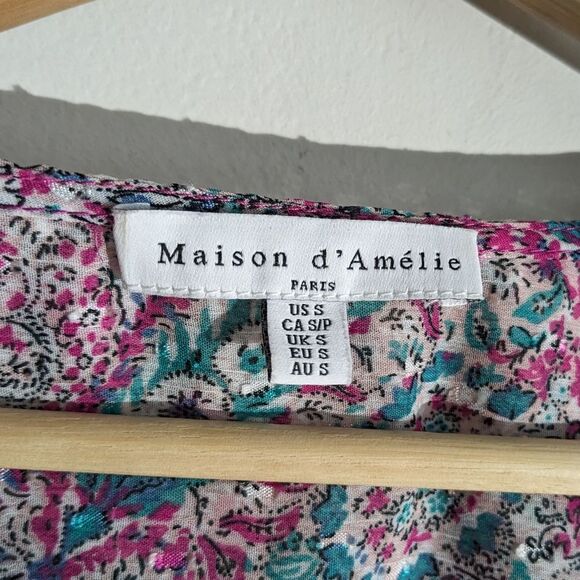 Maison d'Amélie
PARIS
US S
CA S/P
UK S
EU S
AU S